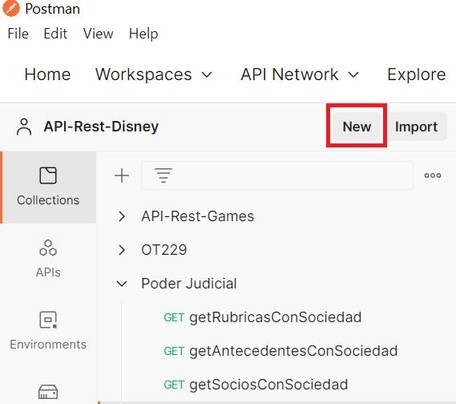 Postman
File Edit View Help
Home Workspaces API Network Explore
API-Rest-Disney New Import
Collections
API-Rest-Games
APIs
OT229
Poder Judicial
Environments
GET getRubricasConSociedad
GET getAntecedentesConSociedad
GET getSociosConSociedad